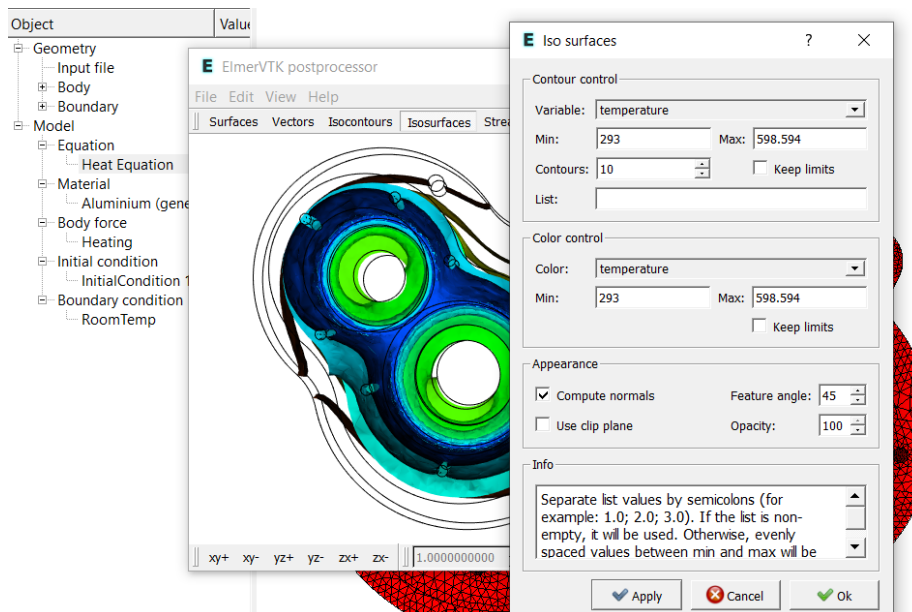 Object Value
Geometry
Input file
Body
Boundary
Model
Equation
Heat Equation
Material
Aluminium (gene
Body force
Heating
Initial condition
InitialCondition 1
Boundary condition
RoomTemp
ElmerVTK postprocessor
File Edit View Help
Surfaces Vectors Isocontours Isosurfaces Strea
xy+ xy- yz+ yz- zx+ zx- 1.0000000000
Iso surfaces ?
Contour control
Variable: temperature
Min: 293 Max: 598.594
Contours: 10 Keep limits
List:
Color control
Color: temperature
Min: 293 Max: 598.594
Keep limits
Appearance
Compute normals Feature angle: 45
Use clip plane Opacity: 100
Info
Separate list values by semicolons (for
example: 1.0; 2.0; 3.0). If the list is non-
empty, it will be used. Otherwise, evenly
spaced values between min and max will be
Apply Cancel Ok